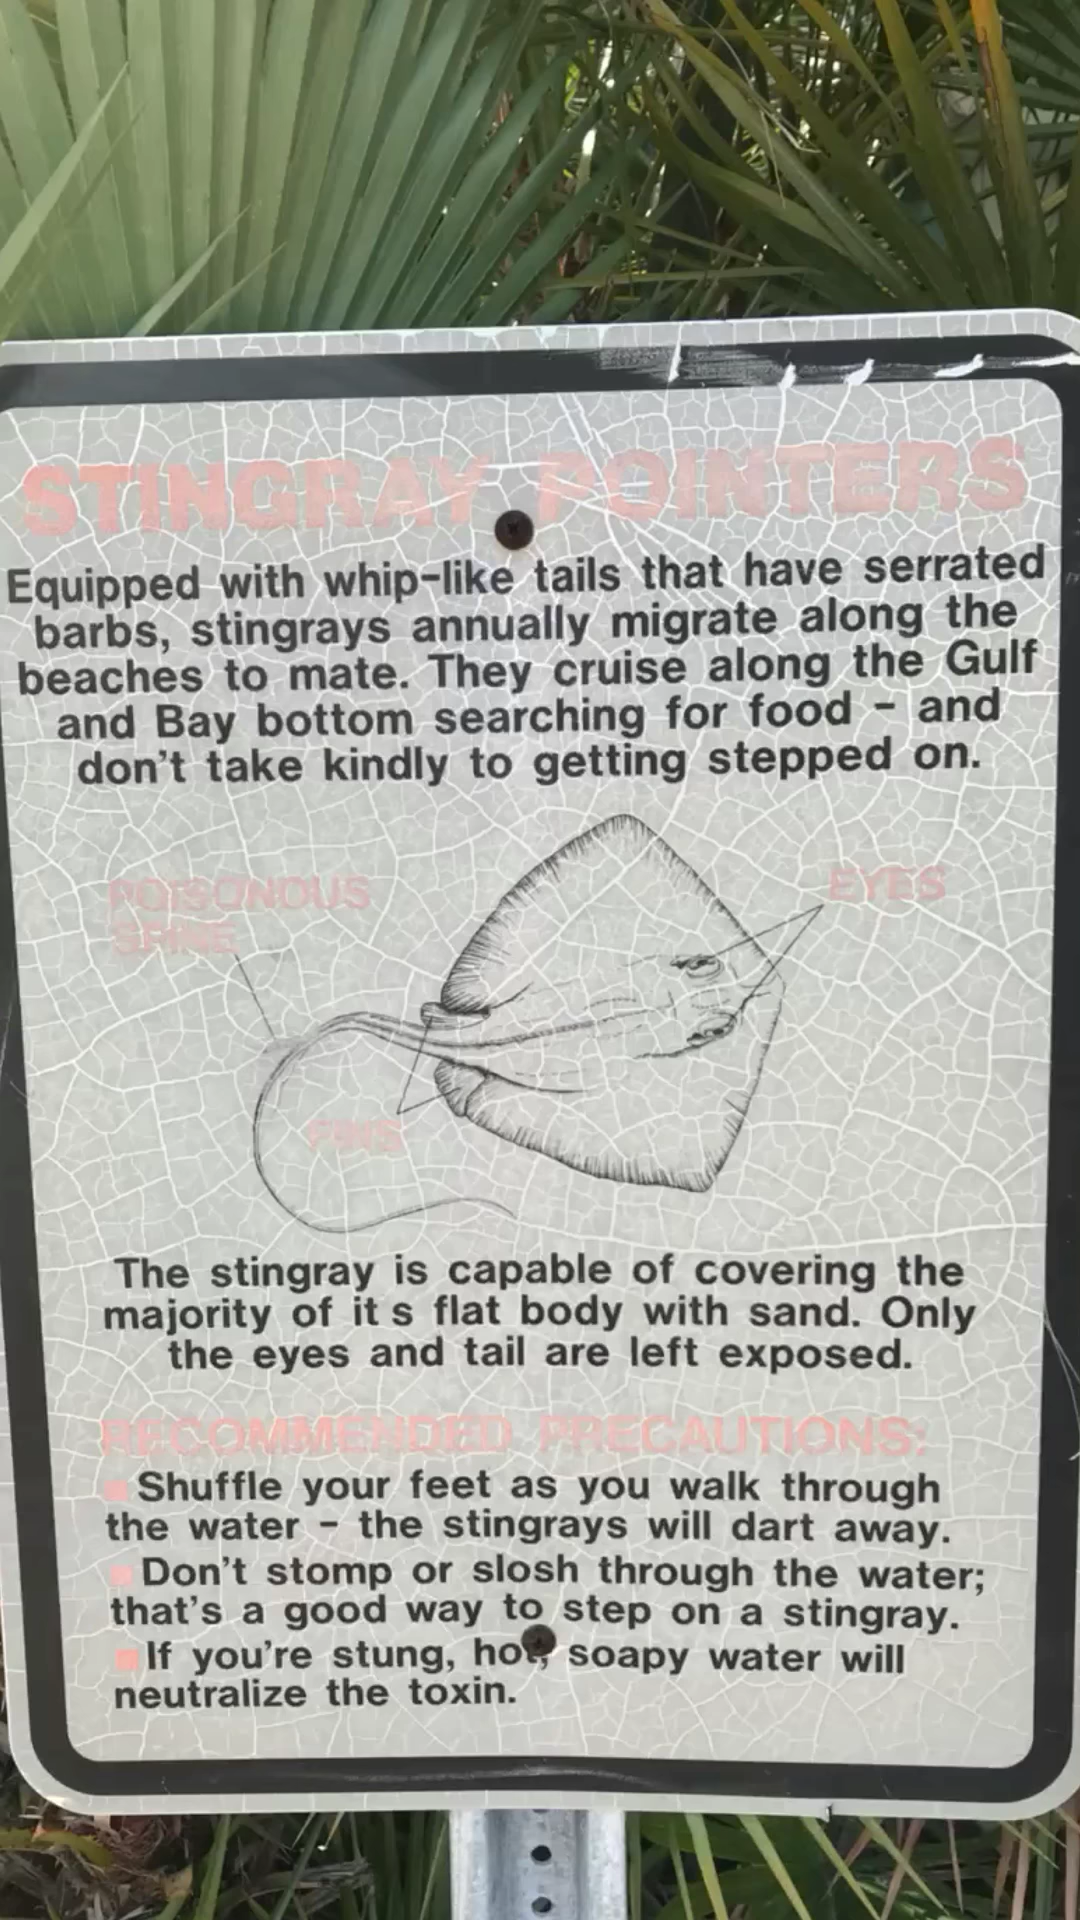 STINGRAY POINTERS
Equipped with whip-like tails that have serrated
barbs, stingrays annually migrate along the
beaches to mate. They cruise along the Gulf
and Bay bottom searching for food - and
don't take kindly to getting stepped on.
POISONOUS
SPINE
EYES
FINS
The stingray is capable of covering the
majority of it s flat body with sand. Only
the eyes and tail are left exposed.
RECOMMENDED PRECAUTIONS:
Shuffle your feet as you walk through
the water - the stingrays will dart away.
Don't stomp or slosh through the water;
that's a good way to step on a stingray.
If you're stung, hot, soapy water will
neutralize the toxin.